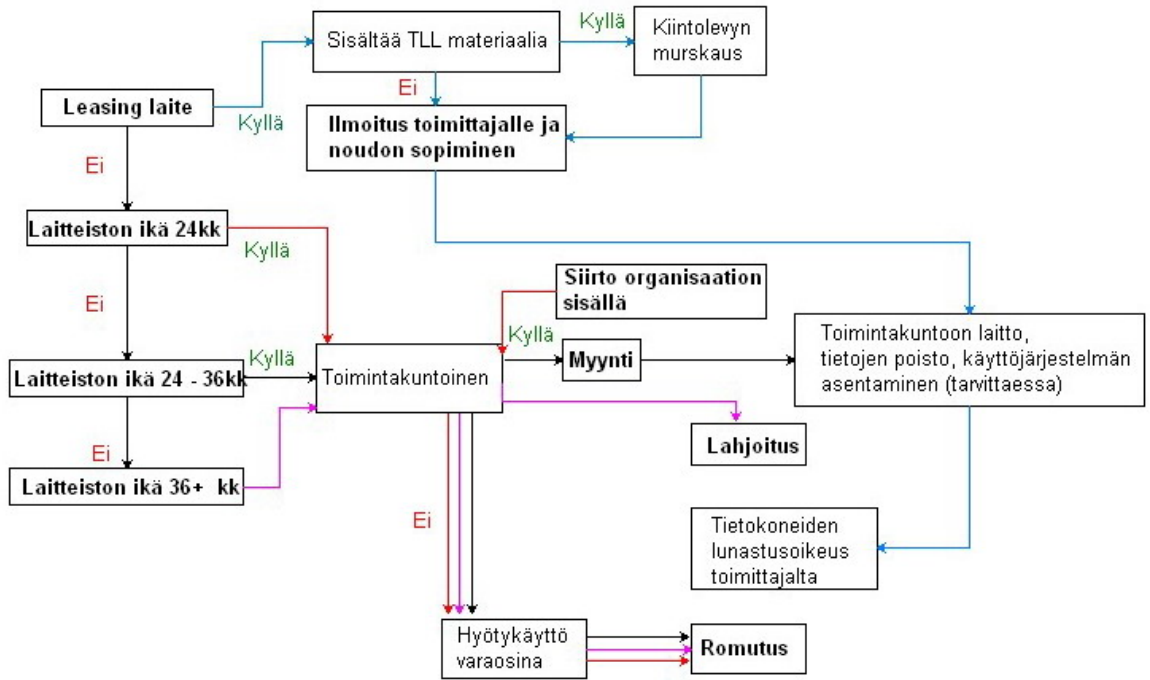 Sisältää TLL materiaalia
Kyllä
Kiintolevyn
murskaus
Ei
Leasing laite
Kyllä
Ilmoitus toimittajalle ja
noudon sopiminen
Ei
Laitteiston ikä 24kk
Kyllä
Siirto organisaation
sisällä
Ei
Kyllä
Laitteiston ikä 24 - 36kk
Kyllä
Toimintakuntoinen
Myynti
Toimintakuntoon laitto,
tietojen poisto, käyttöjärjestelmän
asentaminen (tarvittaessa)
Lahjoitus
Ei
Laitteiston ikä 36+ kk
Ei
Tietokoneiden
lunastusoikeus
toimittajalta
Hyötykäyttö
varaosina
Romutus